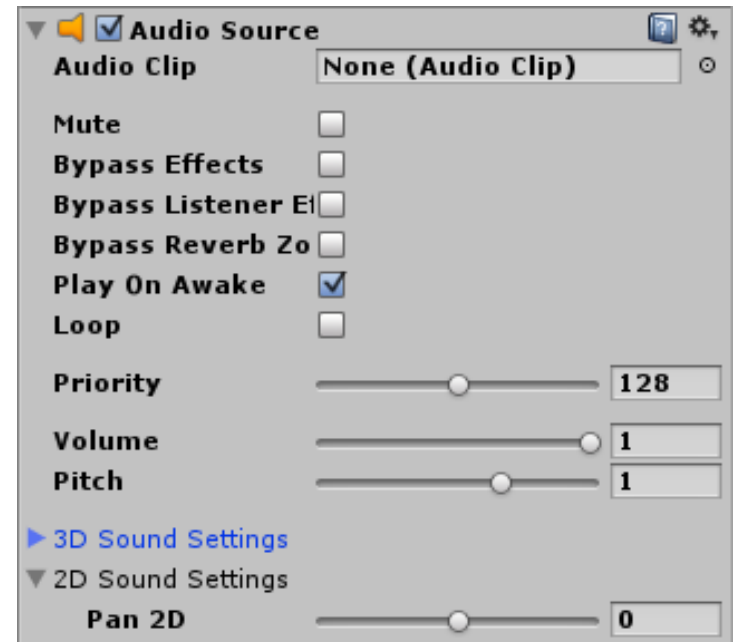 Audio Source
Audio Clip None (Audio Clip)
Mute
Bypass Effects
Bypass Listener Ef
Bypass Reverb Zo
Play On Awake
Loop
Priority 128
Volume 1
Pitch 1
3D Sound Settings
2D Sound Settings
Pan 2D 0